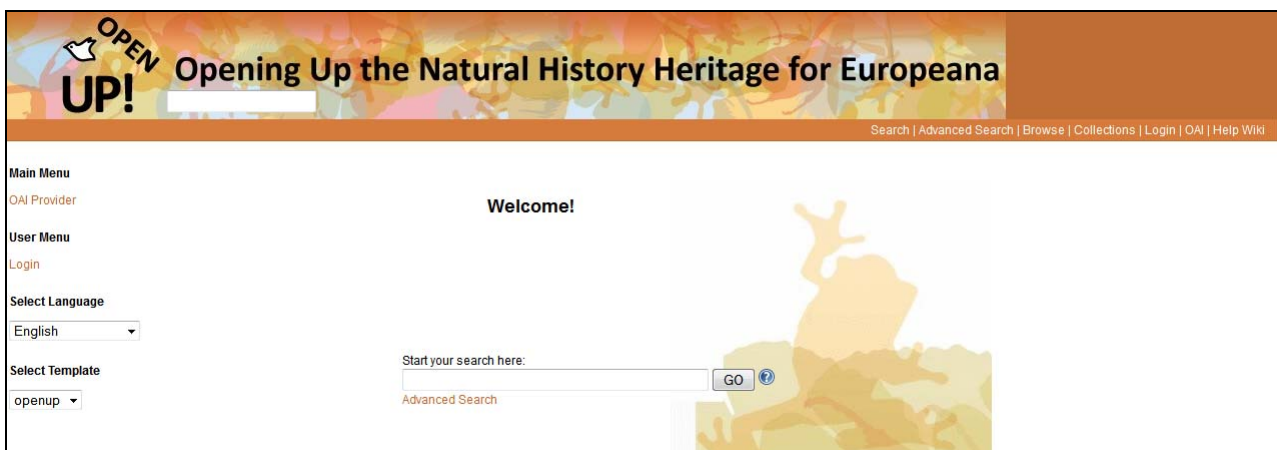 OPEN
UP!
Opening Up the Natural History Heritage for Europeana
Search | Advanced Search | Browse | Collections | Login | OAI | Help Wiki
Main Menu
OAI Provider
User Menu
Login
Select Language
English
Select Template
openup
Welcome!
Start your search here:
GO ?
Advanced Search